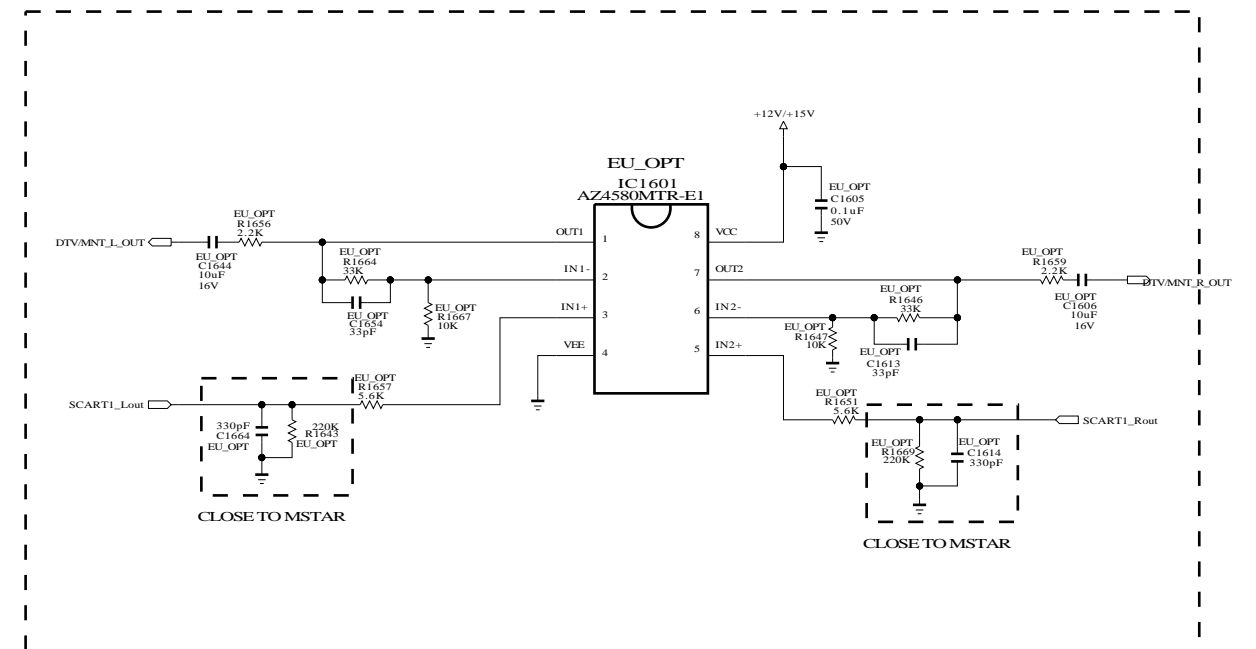 +12V/+15V
EU_OPT
IC1601
AZ4580MTR-E1
EU_OPT
C1605
0.1uF
50V
EU_OPT
R1656
2.2K
DTV/MNT_L_OUT
EU_OPT
C1644
10uF
16V
EU_OPT
R1664
33K
EU_OPT
C1654
33pF
EU_OPT
R1667
10K
OUT1
1
IN1-
2
IN1+
3
VEE
4
8
VCC
7
OUT2
6
IN2-
5
IN2+
EU_OPT
R1659
2.2K
DTV/MNT_R_OUT
EU_OPT
C1606
10uF
16V
EU_OPT
R1646
33K
EU_OPT
R1647
10K
EU_OPT
C1613
33pF
SCART1_Lout
EU_OPT
R1657
5.6K
330pF
C1664
EU_OPT
220K
R1643
EU_OPT
CLOSE TO MSTAR
EU_OPT
R1651
5.6K
SCART1_Rout
EU_OPT
R1669
220K
EU_OPT
C1614
330pF
CLOSE TO MSTAR